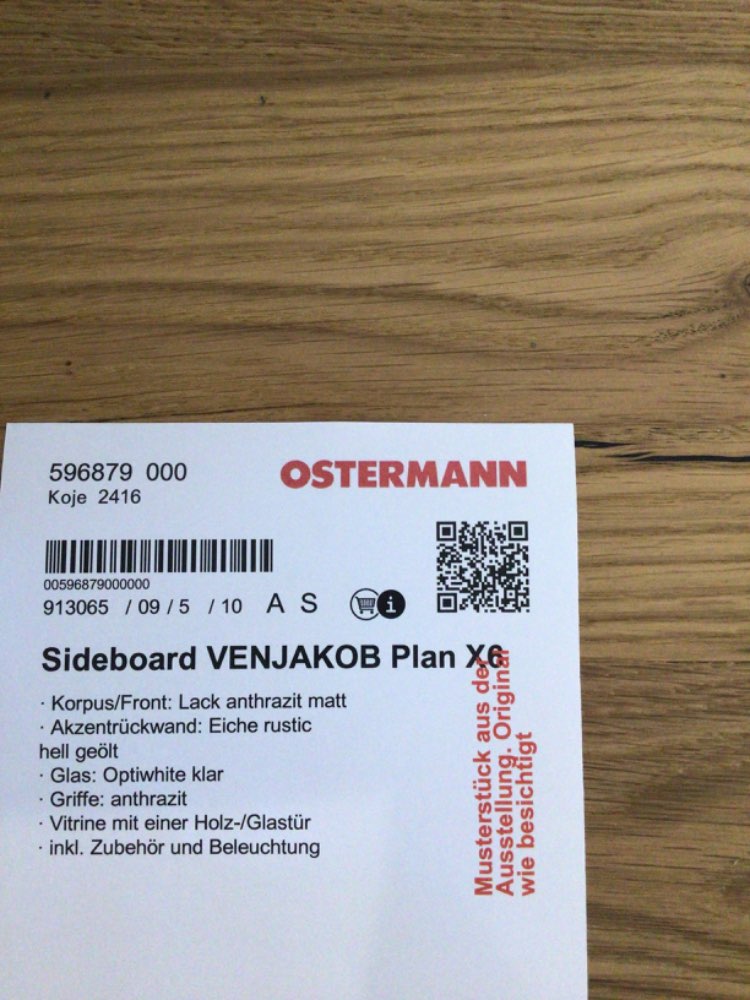 596879 000
OSTERMANN
Koje 2416
00596879000000
913065 / 09 / 5 / 10 A S
Sideboard VENJAKOB Plan X6
· Korpus/Front: Lack anthrazit matt
· Akzentrückwand: Eiche rustic
hell geölt
· Glas: Optiwhite klar
· Griffe: anthrazit
· Vitrine mit einer Holz-/Glastür
· inkl. Zubehör und Beleuchtung
Musterstück aus der
Ausstellung. Original
wie besichtigt